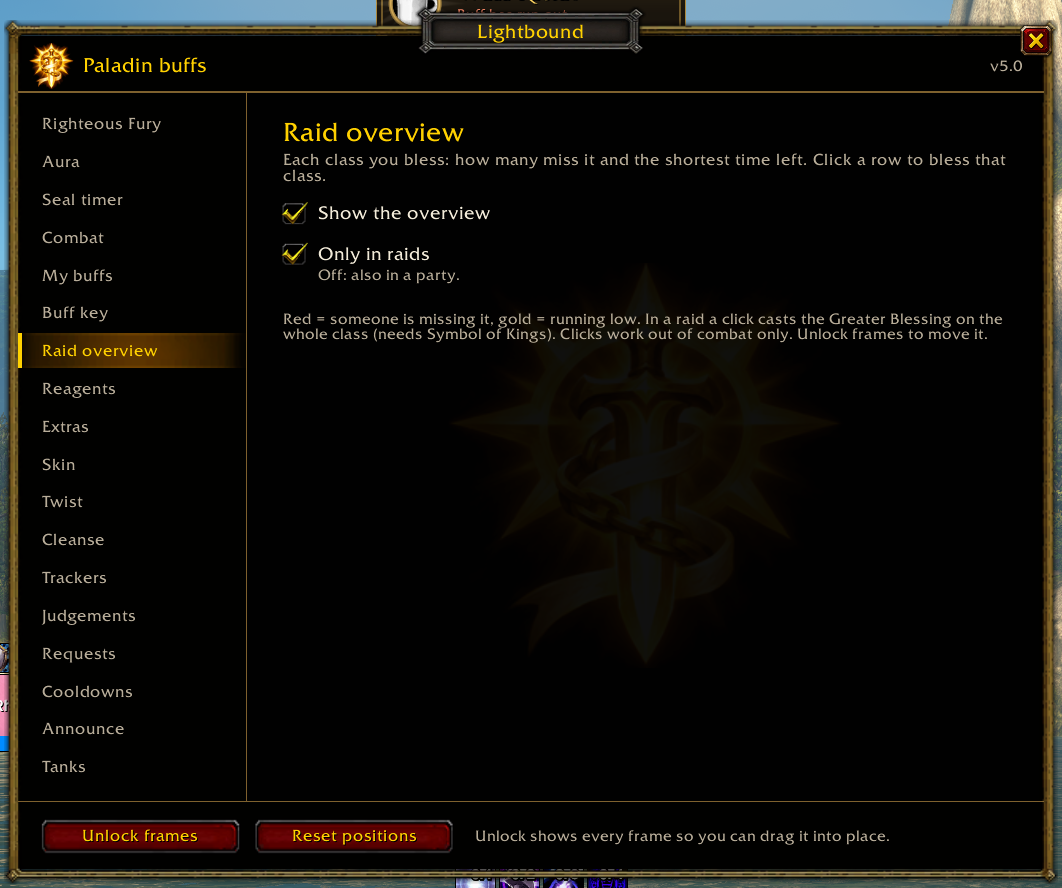 Lightbound
Paladin buffs
v5.0
Righteous Fury
Aura
Seal timer
Combat
My buffs
Buff key
Raid overview
Reagents
Extras
Skin
Twist
Cleanse
Trackers
Judgements
Requests
Cooldowns
Announce
Tanks
Raid overview
Each class you bless: how many miss it and the shortest time left. Click a row to bless that
class.
Show the overview
Only in raids
Off: also in a party.
Red = someone is missing it, gold = running low. In a raid a click casts the Greater Blessing on the
whole class (needs Symbol of Kings). Clicks work out of combat only. Unlock frames to move it.
Unlock frames
Reset positions
Unlock shows every frame so you can drag it into place.